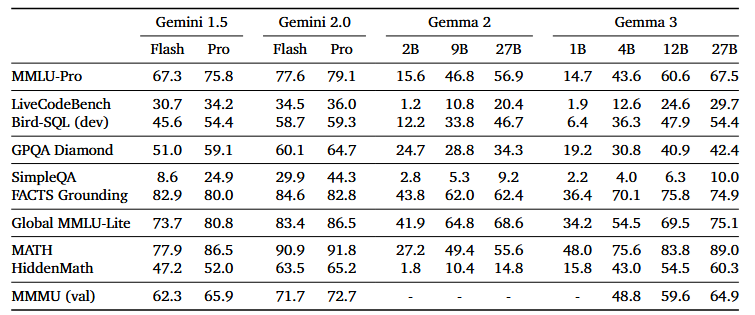 Gemini 1.5 Gemini 2.0 Gemma 2 Gemma 3
Flash Pro Flash Pro 2B 9B 27B 1B 4B 12B 27B
MMLU-Pro 67.3 75.8 77.6 79.1 15.6 46.8 56.9 14.7 43.6 60.6 67.5
LiveCodeBench 30.7 34.2 34.5 36.0 1.2 10.8 20.4 1.9 12.6 24.6 29.7
Bird-SQL (dev) 45.6 54.4 58.7 59.3 12.2 33.8 46.7 6.4 36.3 47.9 54.4
GPQA Diamond 51.0 59.1 60.1 64.7 24.7 28.8 34.3 19.2 30.8 40.9 42.4
SimpleQA 8.6 24.9 29.9 44.3 2.8 5.3 9.2 2.2 4.0 6.3 10.0
FACTS Grounding 82.9 80.0 84.6 82.8 43.8 62.0 62.4 36.4 70.1 75.8 74.9
Global MMLU-Lite 73.7 80.8 83.4 86.5 41.9 64.8 68.6 34.2 54.5 69.5 75.1
MATH 77.9 86.5 90.9 91.8 27.2 49.4 55.6 48.0 75.6 83.8 89.0
HiddenMath 47.2 52.0 63.5 65.2 1.8 10.4 14.8 15.8 43.0 54.5 60.3
MMMU (val) 62.3 65.9 71.7 72.7 - - - - 48.8 59.6 64.9